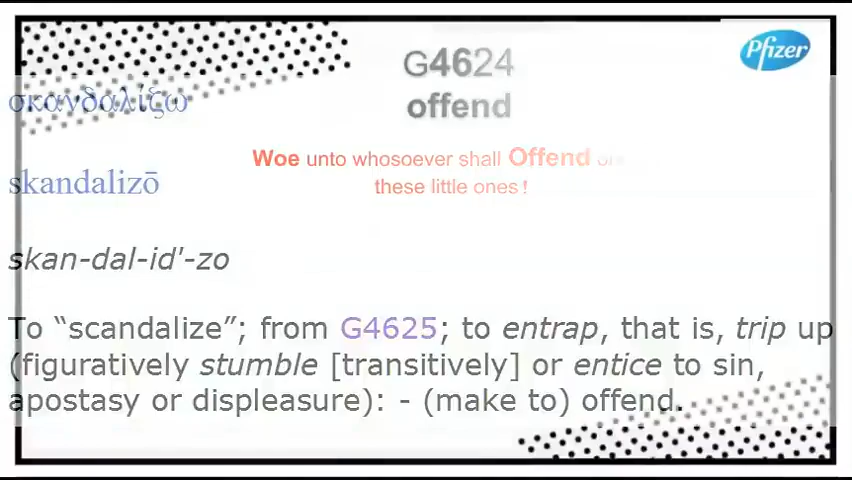 Pfizer
G4624
offend
σκανδαλίζω
Woe unto whosoever shall Offend
these little ones!
skandalizō
skan-dal-id'-zo
To “scandalize”; from G4625; to entrap, that is, trip up
(figuratively stumble [transitively] or entice to sin,
apostasy or displeasure): - (make to) offend.